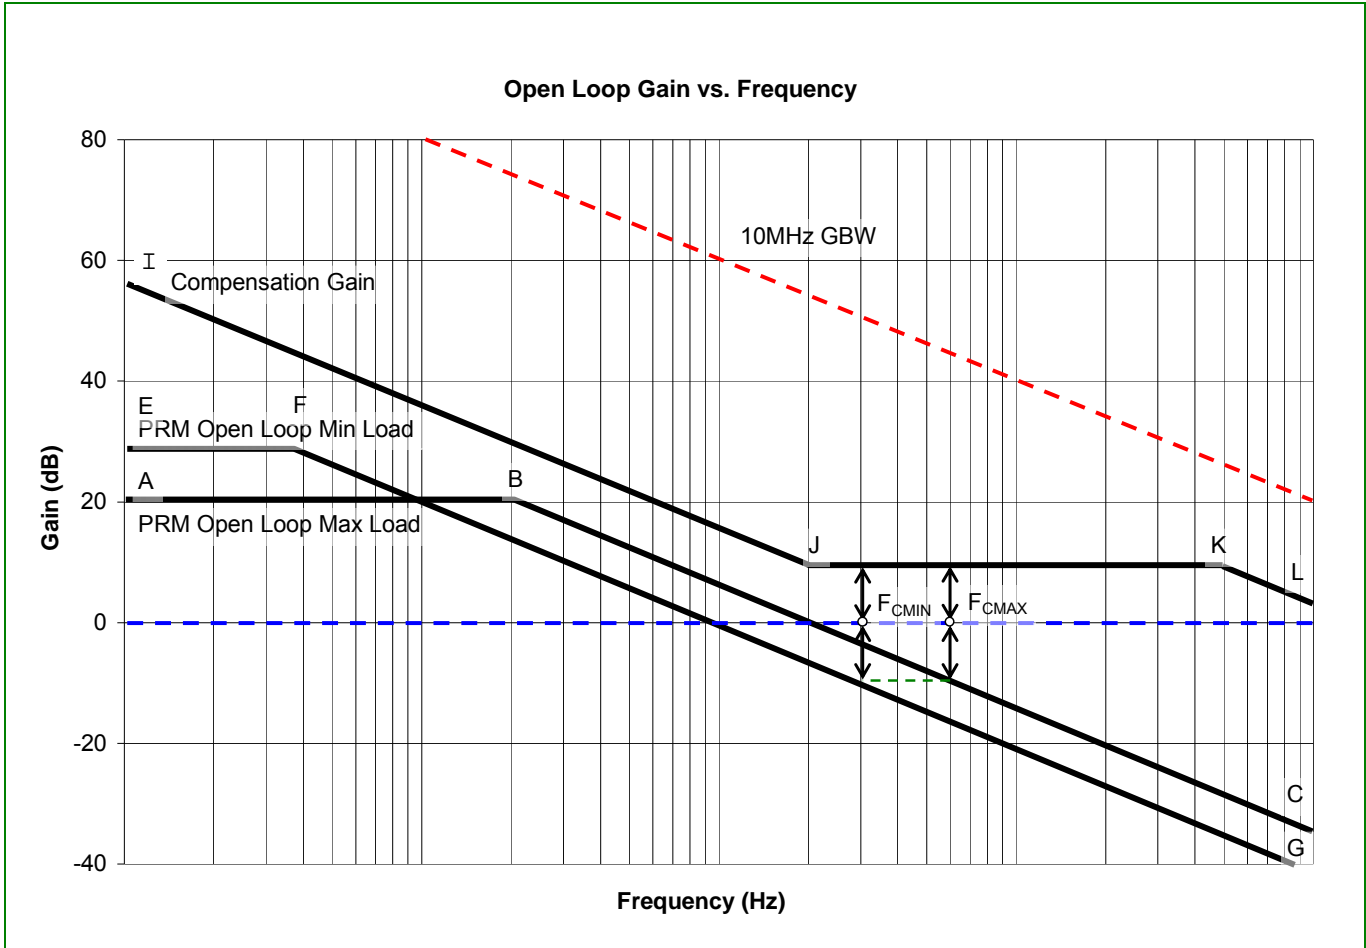 Open Loop Gain vs. Frequency
80
10MHz GBW
60
I
Compensation Gain
40
E
F
PRM Open Loop Min Load
A
B
20
PRM Open Loop Max Load
J
K
L
FCMIN
FCMAX
0
-20
C
G
-40
Gain (dB)
Frequency (Hz)